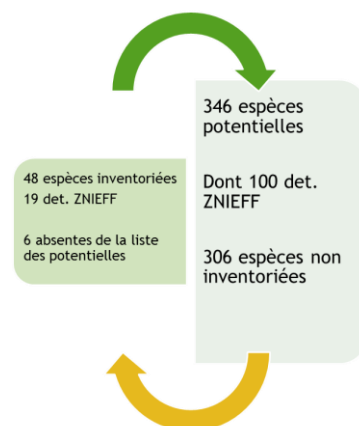 48 espèces inventoriées
19 det. ZNIEFF
6 absentes de la liste
des potentielles
346 espèces
potentielles
Dont 100 det.
ZNIEFF
306 espèces non
inventoriées